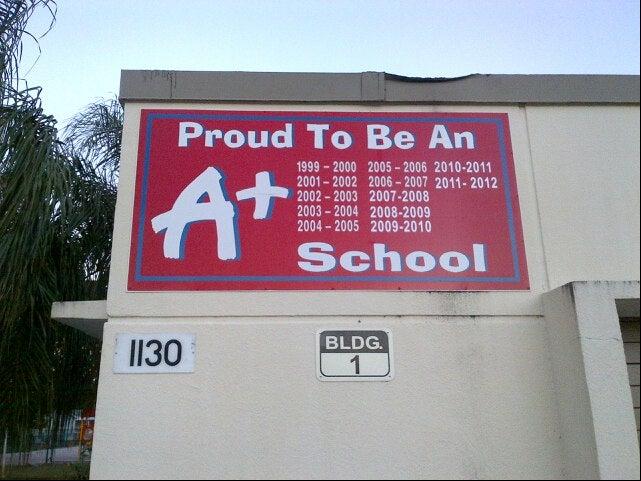 Proud To Be An
A+
1999 – 2000 2005 – 2006 2010-2011
2001 – 2002 2006 – 2007 2011- 2012
2002 – 2003 2007-2008
2003 – 2004 2008-2009
2004 – 2005 2009-2010
School
1130
BLDG.
1